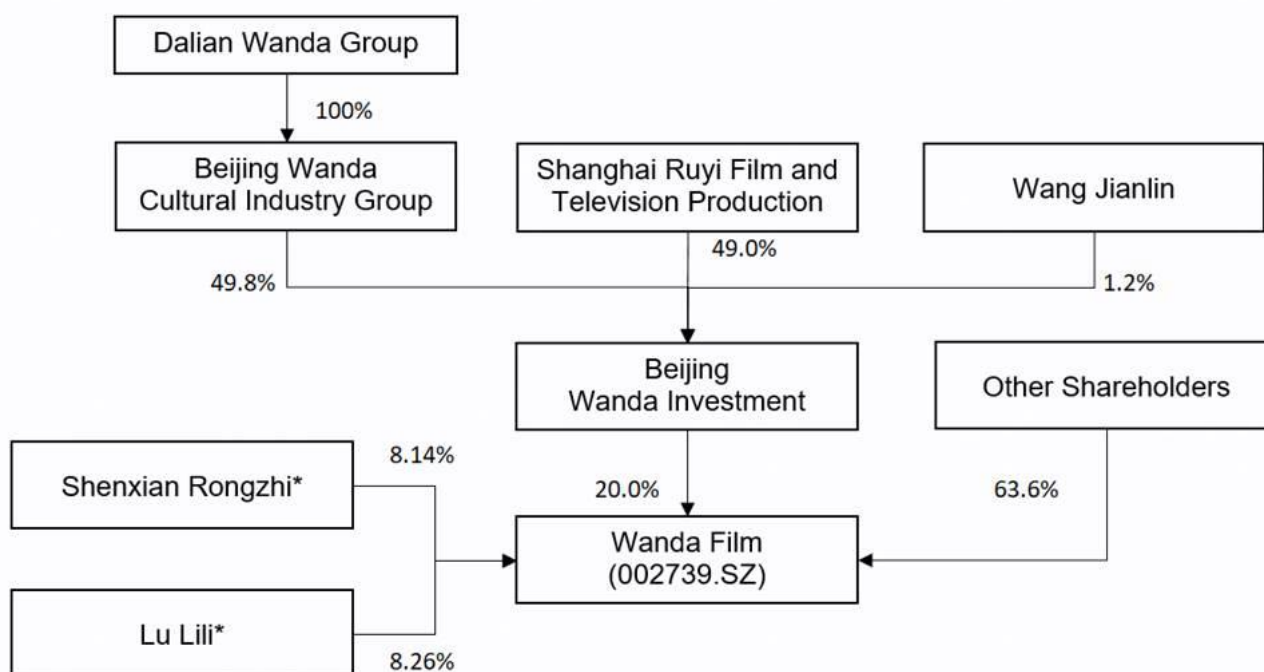 Dalian Wanda Group
100%
Beijing Wanda
Cultural Industry Group
Shanghai Ruyi Film and
Television Production
Wang Jianlin
49.8%
49.0%
1.2%
Beijing
Wanda Investment
Other Shareholders
Shenxian Rongzhi*
8.14%
20.0%
63.6%
Wanda Film
(002739.SZ)
Lu Lili*
8.26%